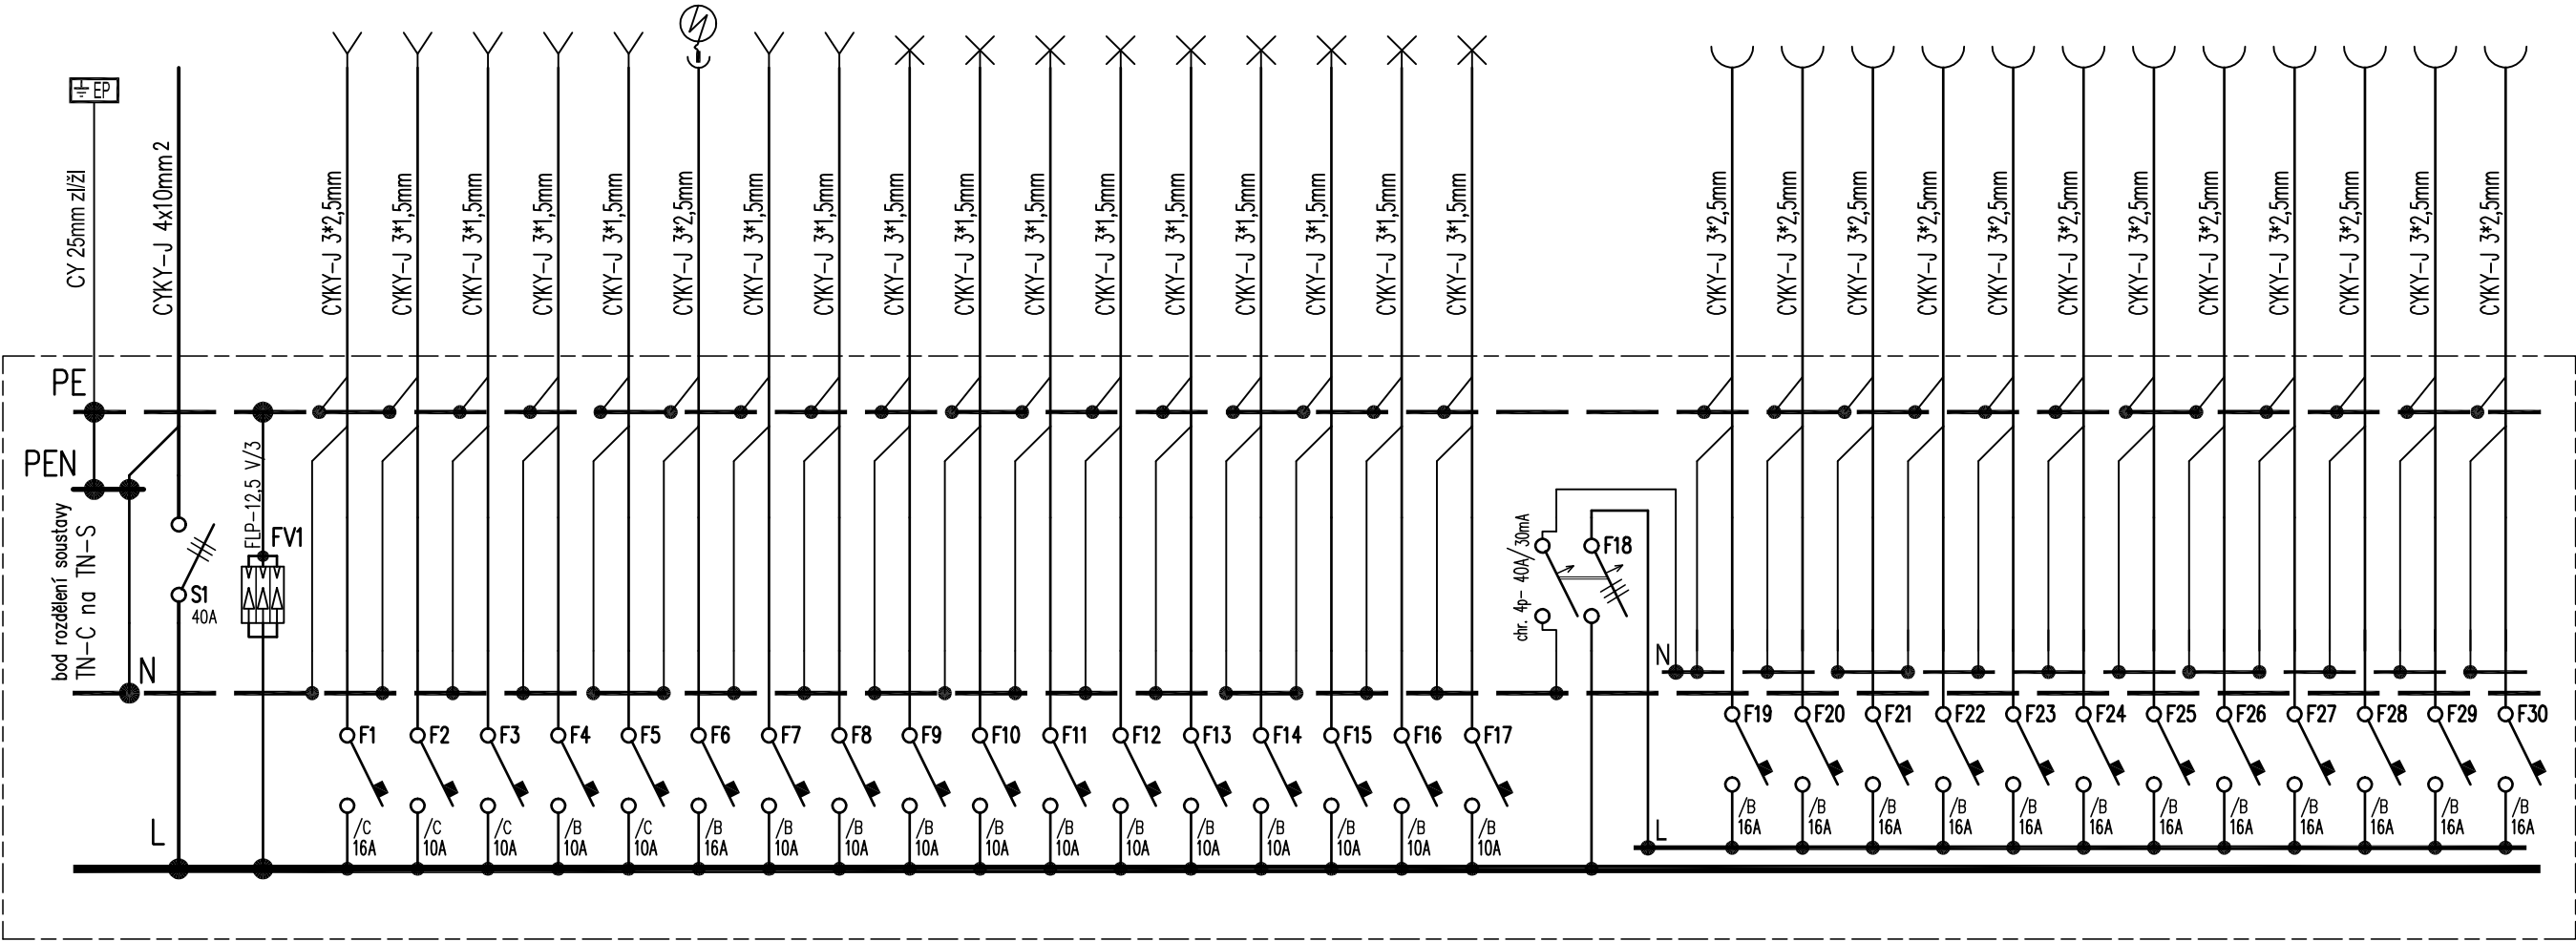 EP
CY 25mm zl/žl
CYKY-J 4x10mm2
CYKY-J 3*2,5mm
CYKY-J 3*1,5mm
CYKY-J 3*1,5mm
CYKY-J 3*1,5mm
CYKY-J 3*1,5mm
CYKY-J 3*2,5mm
CYKY-J 3*1,5mm
CYKY-J 3*1,5mm
CYKY-J 3*1,5mm
CYKY-J 3*1,5mm
CYKY-J 3*1,5mm
CYKY-J 3*1,5mm
CYKY-J 3*1,5mm
CYKY-J 3*1,5mm
CYKY-J 3*1,5mm
CYKY-J 3*1,5mm
CYKY-J 3*1,5mm
CYKY-J 3*2,5mm
CYKY-J 3*2,5mm
CYKY-J 3*2,5mm
CYKY-J 3*2,5mm
CYKY-J 3*2,5mm
CYKY-J 3*2,5mm
CYKY-J 3*2,5mm
CYKY-J 3*2,5mm
CYKY-J 3*2,5mm
CYKY-J 3*2,5mm
CYKY-J 3*2,5mm
CYKY-J 3*2,5mm
PE
PEN
bod rozdělení soustavy
TN-C na TN-S
N
S1
40A
FLP-12,5 V/3
FV1
chr. 4p- 40A/30mA
F18
N
F1
F2
F3
F4
F5
F6
F7
F8
F9
F10
F11
F12
F13
F14
F15
F16
F17
F19
F20
F21
F22
F23
F24
F25
F26
F27
F28
F29
F30
L
/C
16A
/C
10A
/C
10A
/B
10A
/C
10A
/B
16A
/B
10A
/B
10A
/B
10A
/B
10A
/B
10A
/B
10A
/B
10A
/B
10A
/B
10A
/B
10A
/B
10A
L
/B
16A
/B
16A
/B
16A
/B
16A
/B
16A
/B
16A
/B
16A
/B
16A
/B
16A
/B
16A
/B
16A
/B
16A